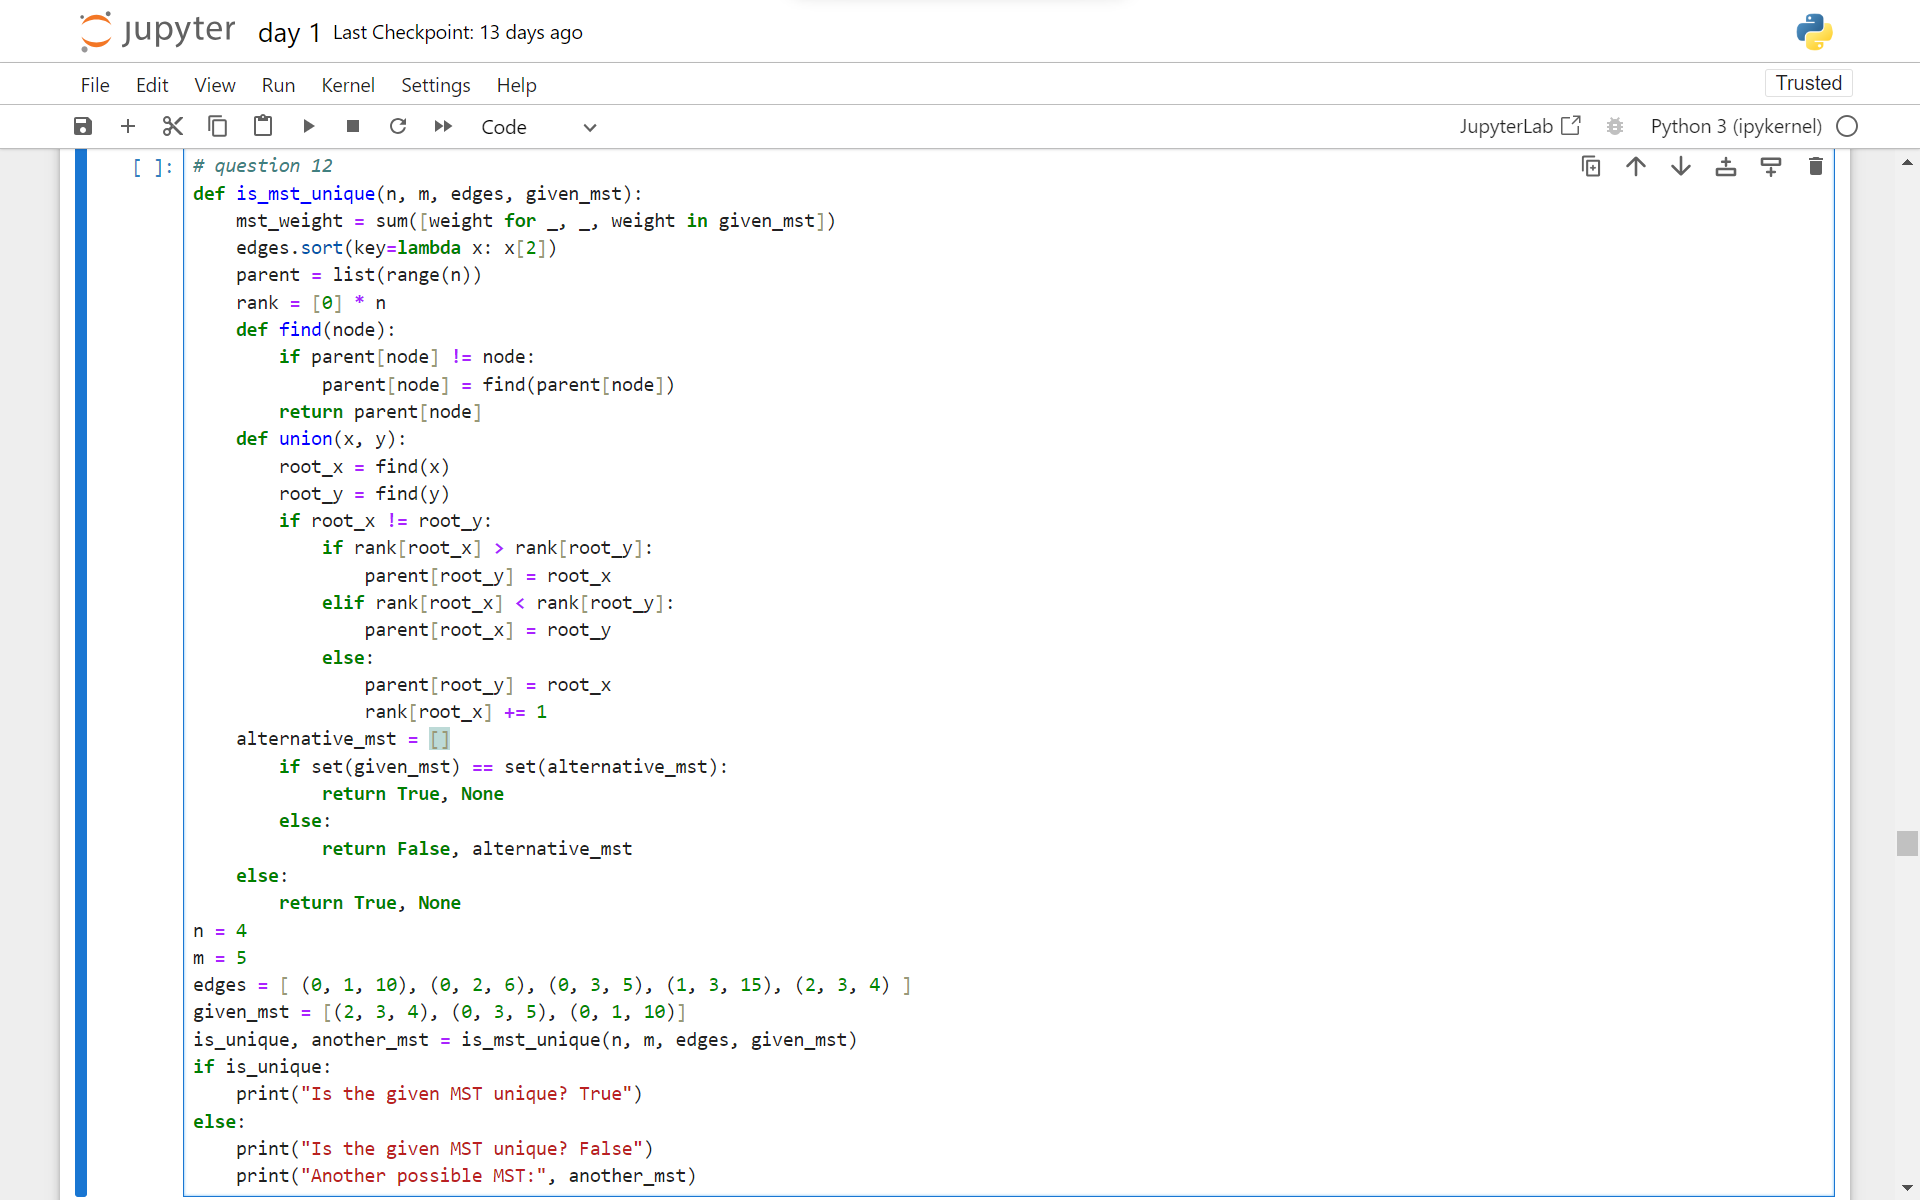 jupyter day 1 Last Checkpoint: 13 days ago
File Edit View Run Kernel Settings Help Trusted
Code JupyterLab Python 3 (ipykernel)
[ ]: # question 12
def is_mst_unique(n, m, edges, given_mst):
    mst_weight = sum([weight for _, _, weight in given_mst])
    edges.sort(key=lambda x: x[2])
    parent = list(range(n))
    rank = [0] * n
    def find(node):
        if parent[node] != node:
            parent[node] = find(parent[node])
        return parent[node]
    def union(x, y):
        root_x = find(x)
        root_y = find(y)
        if root_x != root_y:
            if rank[root_x] > rank[root_y]:
                parent[root_y] = root_x
            elif rank[root_x] < rank[root_y]:
                parent[root_x] = root_y
            else:
                parent[root_y] = root_x
                rank[root_x] += 1
    alternative_mst = []
        if set(given_mst) == set(alternative_mst):
            return True, None
        else:
            return False, alternative_mst
    else:
        return True, None
n = 4
m = 5
edges = [ (0, 1, 10), (0, 2, 6), (0, 3, 5), (1, 3, 15), (2, 3, 4) ]
given_mst = [(2, 3, 4), (0, 3, 5), (0, 1, 10)]
is_unique, another_mst = is_mst_unique(n, m, edges, given_mst)
if is_unique:
    print("Is the given MST unique? True")
else:
    print("Is the given MST unique? False")
    print("Another possible MST:", another_mst)